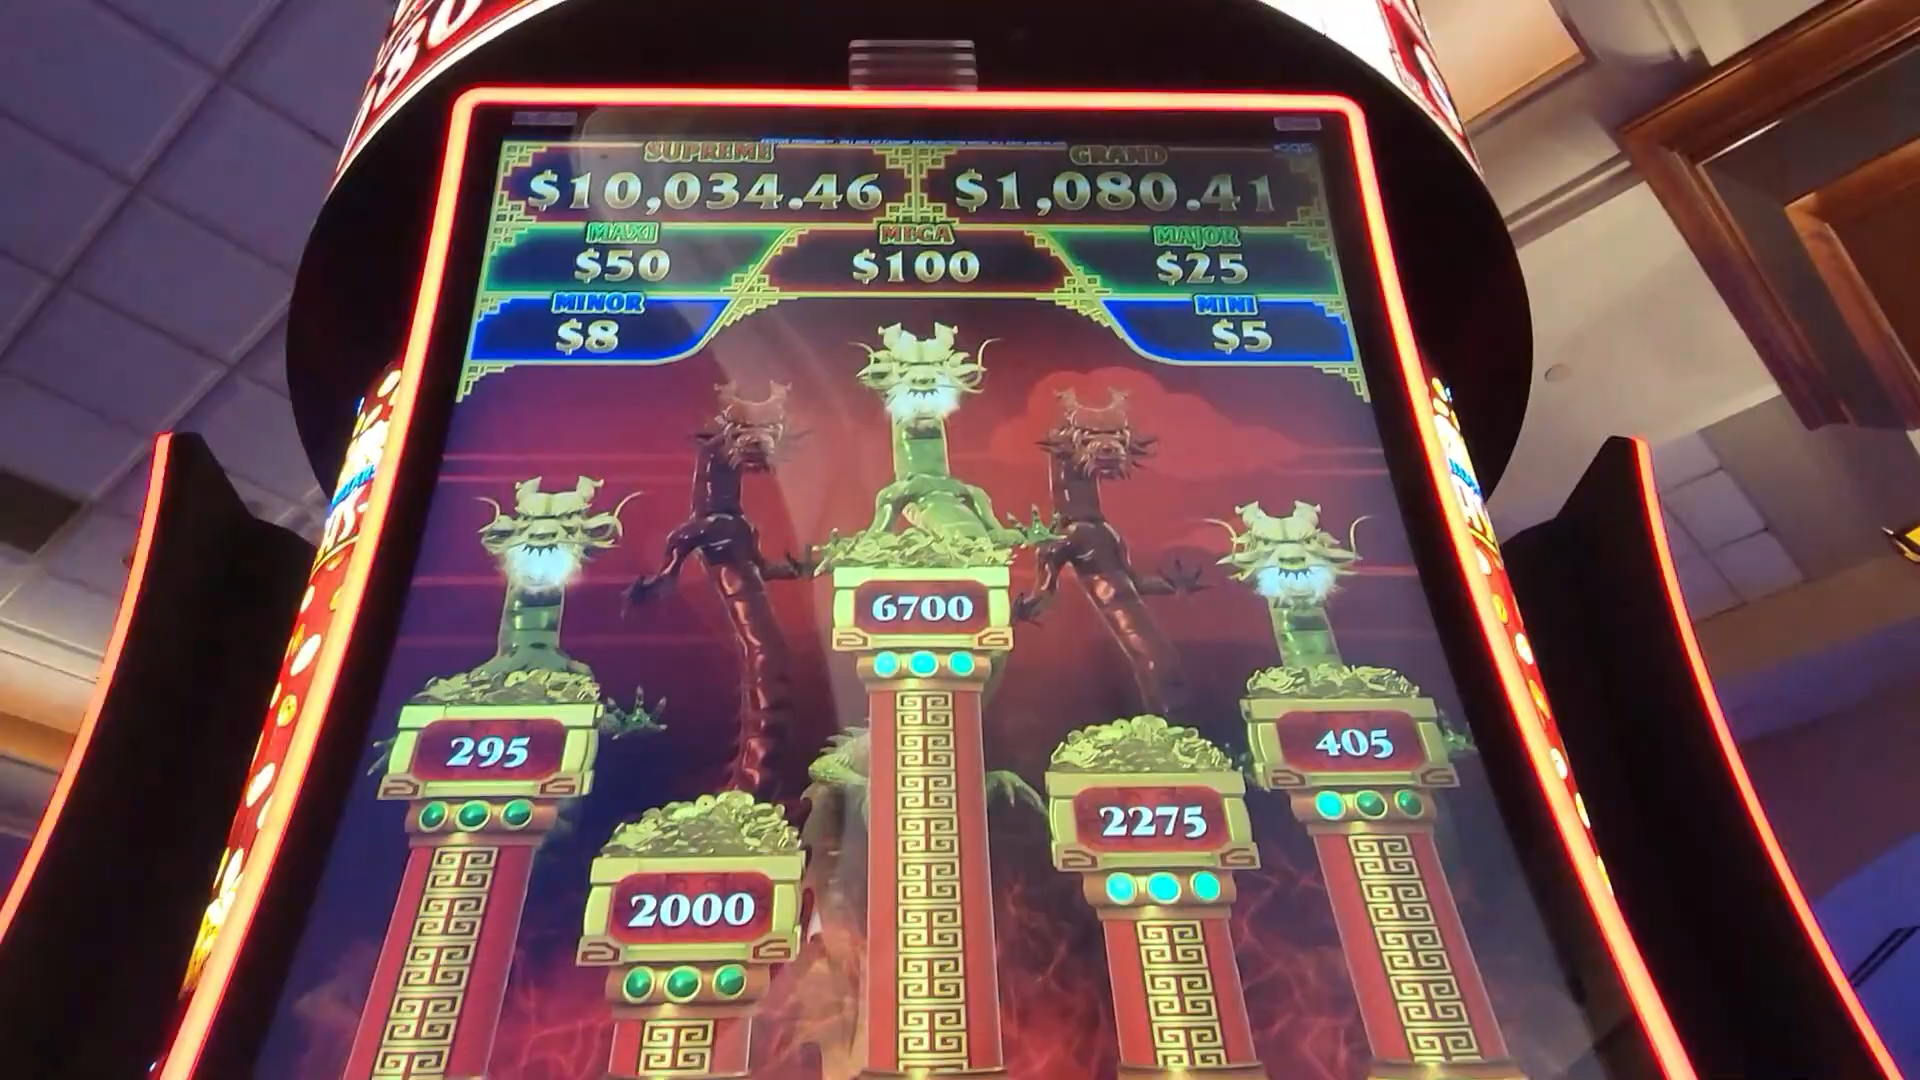 SUPREME GRAND
$10,034.46 $1,080.41
MAXI MEGA MAJOR
$50 $100 $25
MINOR MINI
$8 $5
6700
295 405
2275
2000